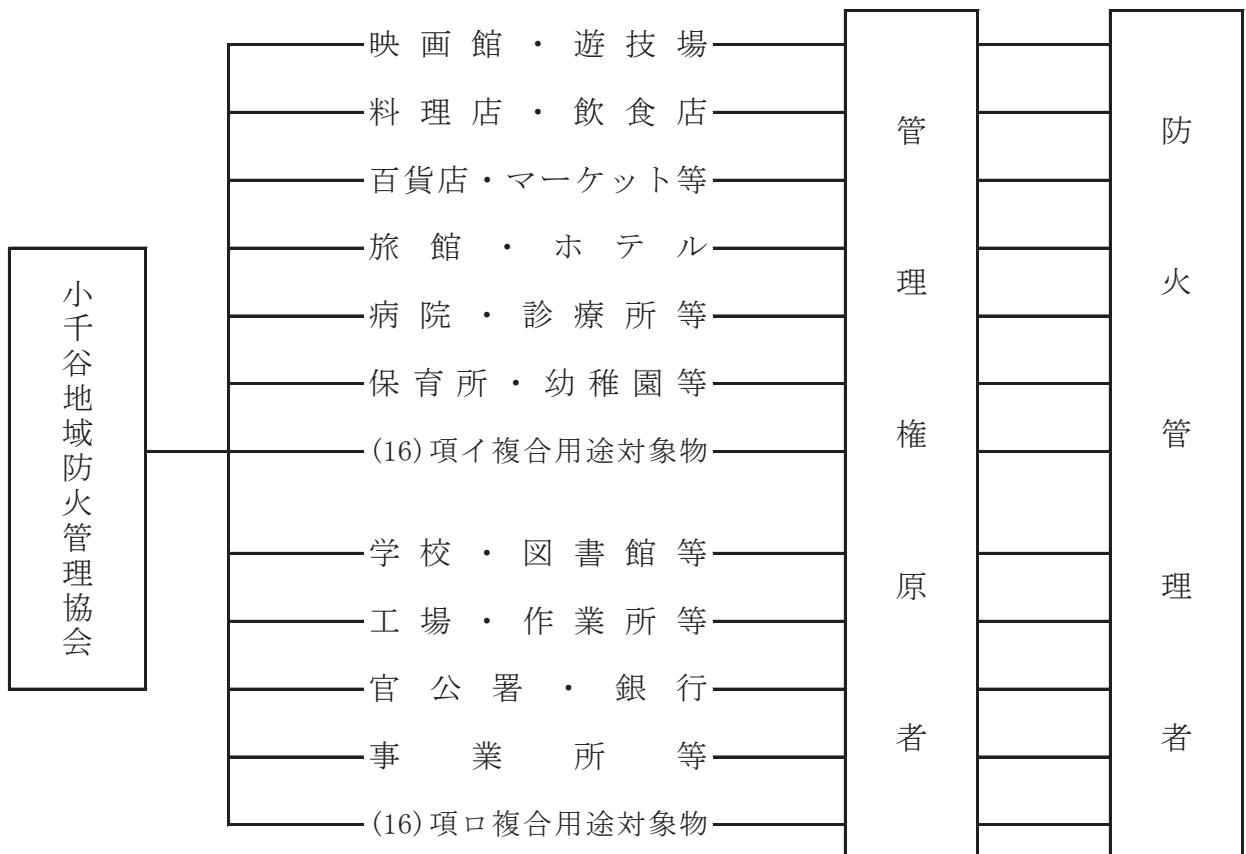 小千谷地域防火管理協会
映画館・遊技場
料理店・飲食店
百貨店・マーケット等
旅館・ホテル
病院・診療所等
保育所・幼稚園等
(16)項イ複合用途対象物
学校・図書館等
工場・作業所等
官公署・銀行
事業所等
(16)項ロ複合用途対象物
管理権原者
防火管理者